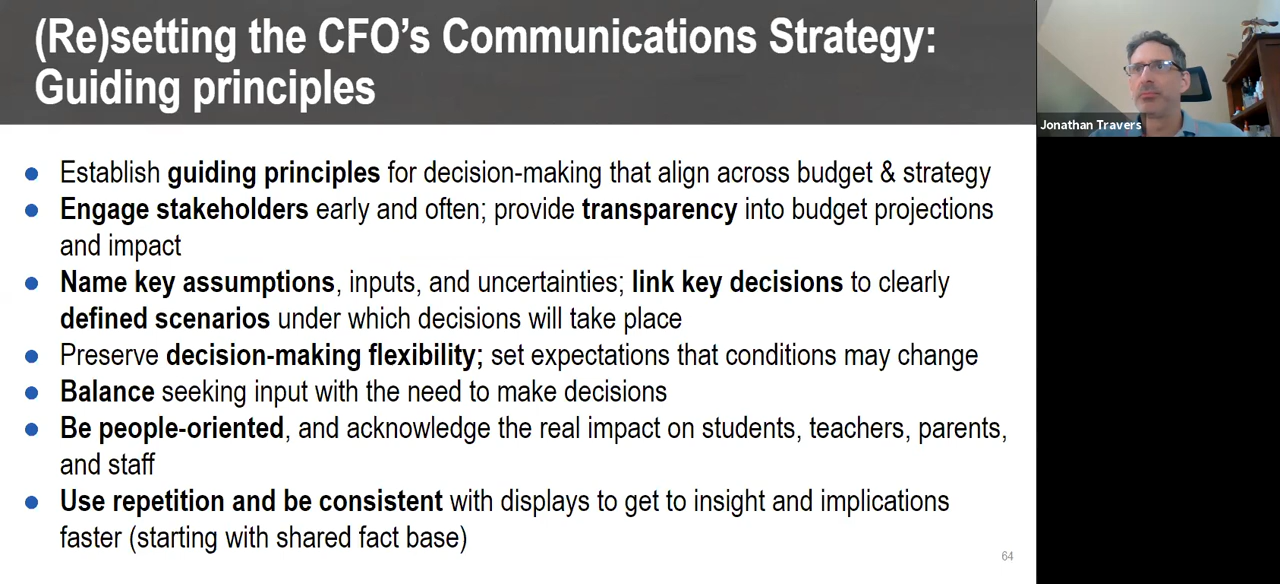 (Re)setting the CFO’s Communications Strategy:
Guiding principles
Jonathan Travers
● Establish guiding principles for decision-making that align across budget & strategy
● Engage stakeholders early and often; provide transparency into budget projections
and impact
● Name key assumptions, inputs, and uncertainties; link key decisions to clearly
defined scenarios under which decisions will take place
● Preserve decision-making flexibility; set expectations that conditions may change
● Balance seeking input with the need to make decisions
● Be people-oriented, and acknowledge the real impact on students, teachers, parents,
and staff
● Use repetition and be consistent with displays to get to insight and implications
faster (starting with shared fact base)
64